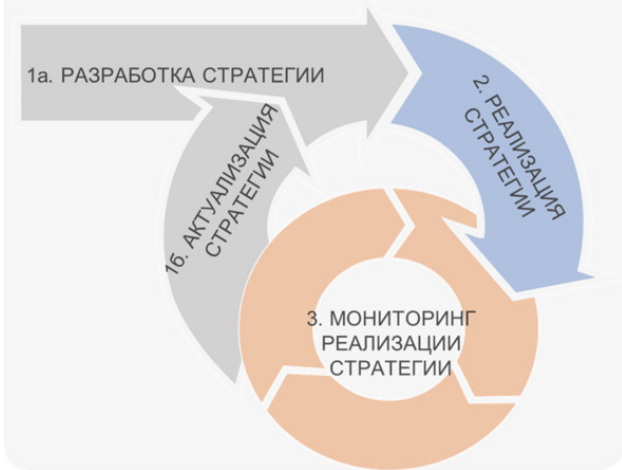 1а. РАЗРАБОТКА СТРАТЕГИИ
2. РЕАЛИЗАЦИЯ
СТРАТЕГИИ
1б. АКТУАЛИЗАЦИЯ
СТРАТЕГИИ
3. МОНИТОРИНГ
РЕАЛИЗАЦИИ
СТРАТЕГИИ